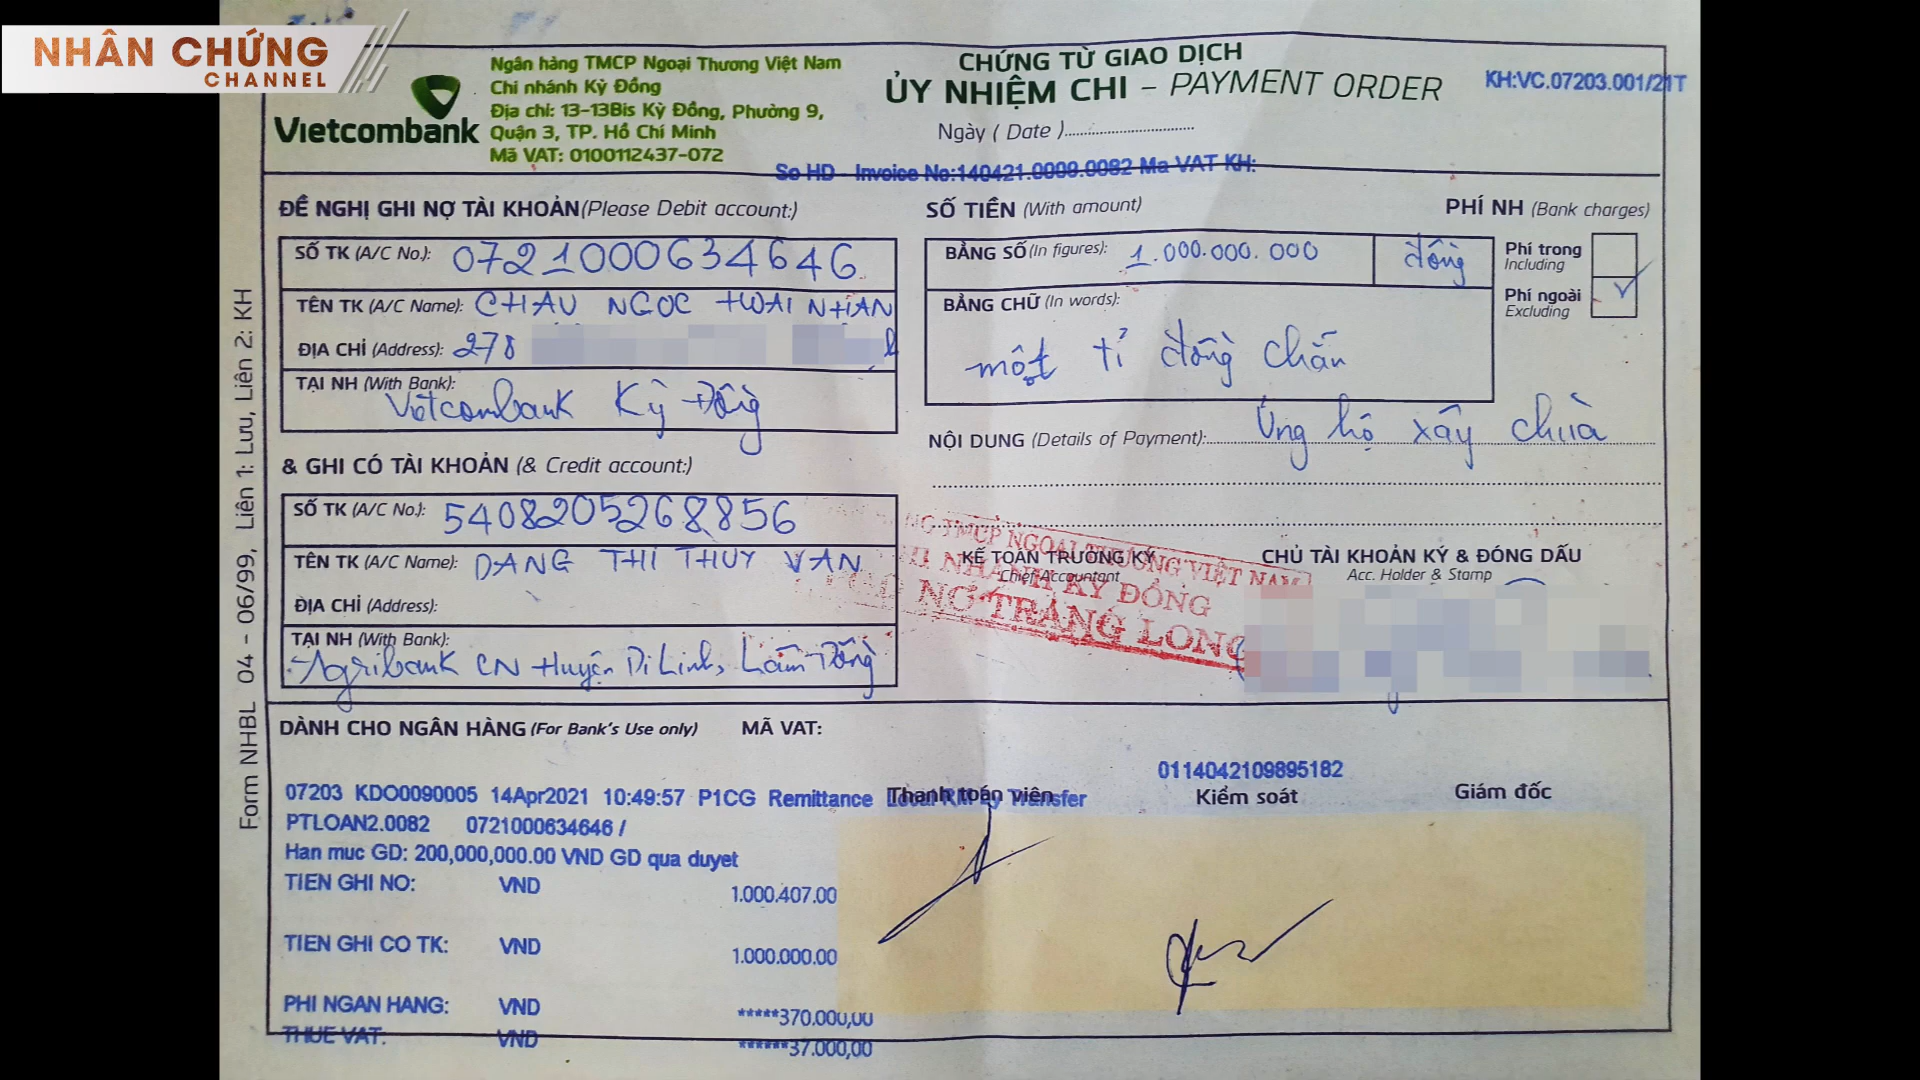 NHÂN CHỨNG
CHANNEL
Vietcombank
Ngân hàng TMCP Ngoại Thương Việt Nam
Chi nhánh Kỳ Đồng
Địa chỉ: 13-13Bis Kỳ Đồng, Phường 9,
Quận 3, TP. Hồ Chí Minh
Mã VAT: 0100112437-072
CHỨNG TỪ GIAO DỊCH
ỦY NHIỆM CHI – PAYMENT ORDER
Ngày ( Date )
KH:VC.07203.001/21T
So HD - Invoice No:140421.0009.0082 Ma VAT KH:
ĐỀ NGHỊ GHI NỢ TÀI KHOẢN (Please Debit account:)
SỐ TK (A/C No.): 0721000634646
TÊN TK (A/C Name): CHAU NGOC HOAI NHAN
ĐỊA CHỈ (Address): 278
TẠI NH (With Bank): Vietcombank Kỳ Đồng
SỐ TIỀN (With amount)
BẰNG SỐ (In figures): 1.000.000.000 đồng
BẰNG CHỮ (In words):
một tỉ đồng chẵn
PHÍ NH (Bank charges)
Phí trong
Including
Phí ngoài
Excluding
NỘI DUNG (Details of Payment): Ủng hộ xây chùa
& GHI CÓ TÀI KHOẢN (& Credit account:)
SỐ TK (A/C No.): 5408205268856
TÊN TK (A/C Name): DANG THI THUY VAN
ĐỊA CHỈ (Address):
TẠI NH (With Bank):
Agribank CN Huyện Di Linh, Lâm Đồng
KẾ TOÁN TRƯỞNG KÝ
Chief Accountant
CHỦ TÀI KHOẢN KÝ & ĐÓNG DẤU
Acc. Holder & Stamp
TMCP NGOẠI THƯƠNG VIỆT NAM
NHÁNH KỲ ĐỒNG
NƠ TRANG LONG
DÀNH CHO NGÂN HÀNG (For Bank's Use only) MÃ VAT:
0114042109895182
07203 KDO0090005 14Apr2021 10:49:57 P1CG Remittance Transfer
Thanh toán viên
Kiểm soát
Giám đốc
PTLOAN2.0082 0721000634646 /
Han muc GD: 200,000,000.00 VND GD qua duyet
TIEN GHI NO: VND 1.000.407.00
TIEN GHI CO TK: VND 1.000.000.00
PHI NGAN HANG: VND *****370.000,00
THUE VAT: VND ******37.000,00
Form NHBL 04 - 06/99, Liên 1: Lưu, Liên 2: KH